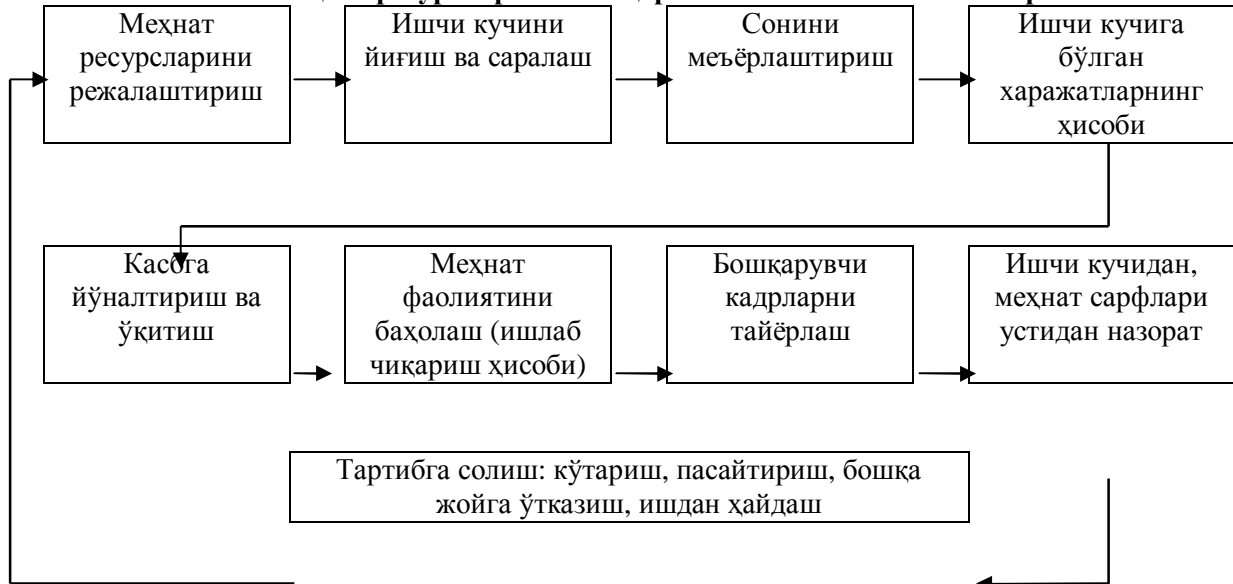 Меҳнат
ресурсларини
режалаштириш
Ишчи кучини
йиғиш ва саралаш
Сонини
меъёрлаштириш
Ишчи кучига
бўлган
харажатларнинг
ҳисоби
Касбга
йўналтириш ва
ўқитиш
Меҳнат
фаолиятини
баҳолаш (ишлаб
чиқариш ҳисоби)
Бошқарувчи
кадрларни
тайёрлаш
Ишчи кучидан,
меҳнат сарфлари
устидан назорат
Тартибга солиш: кўтариш, пасайтириш, бошқа
жойга ўтказиш, ишдан ҳайдаш